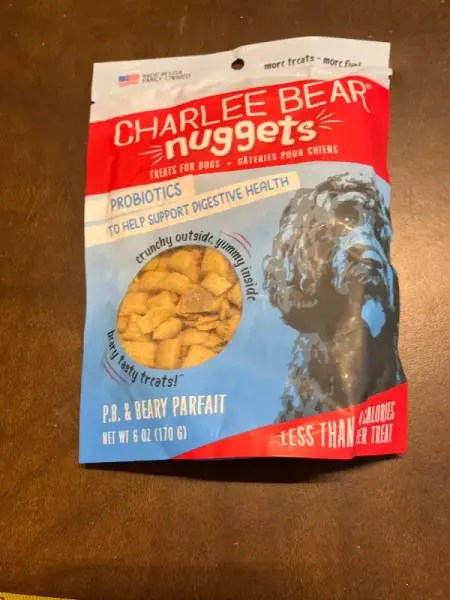 MADE IN USA
FAMILY OWNED
more treats - more fun!
CHARLEE BEAR®
nuggets
TREATS FOR DOGS • GÂTERIES POUR CHIENS
PROBIOTICS
TO HELP SUPPORT DIGESTIVE HEALTH
crunchy outside, yummy inside
beary tasty treats!™
P.B. & BEARY PARFAIT
NET WT 6 OZ (170 G)
LESS THAN
CALORIES
PER TREAT